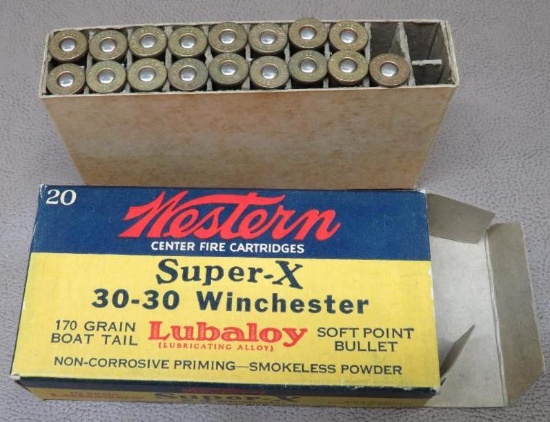 20
Western
CENTER FIRE CARTRIDGES
Super-X
30-30 Winchester
170 GRAIN
BOAT TAIL
Lubaloy
(LUBRICATING ALLOY)
SOFT POINT
BULLET
NON-CORROSIVE PRIMING—SMOKELESS POWDER
Super-X